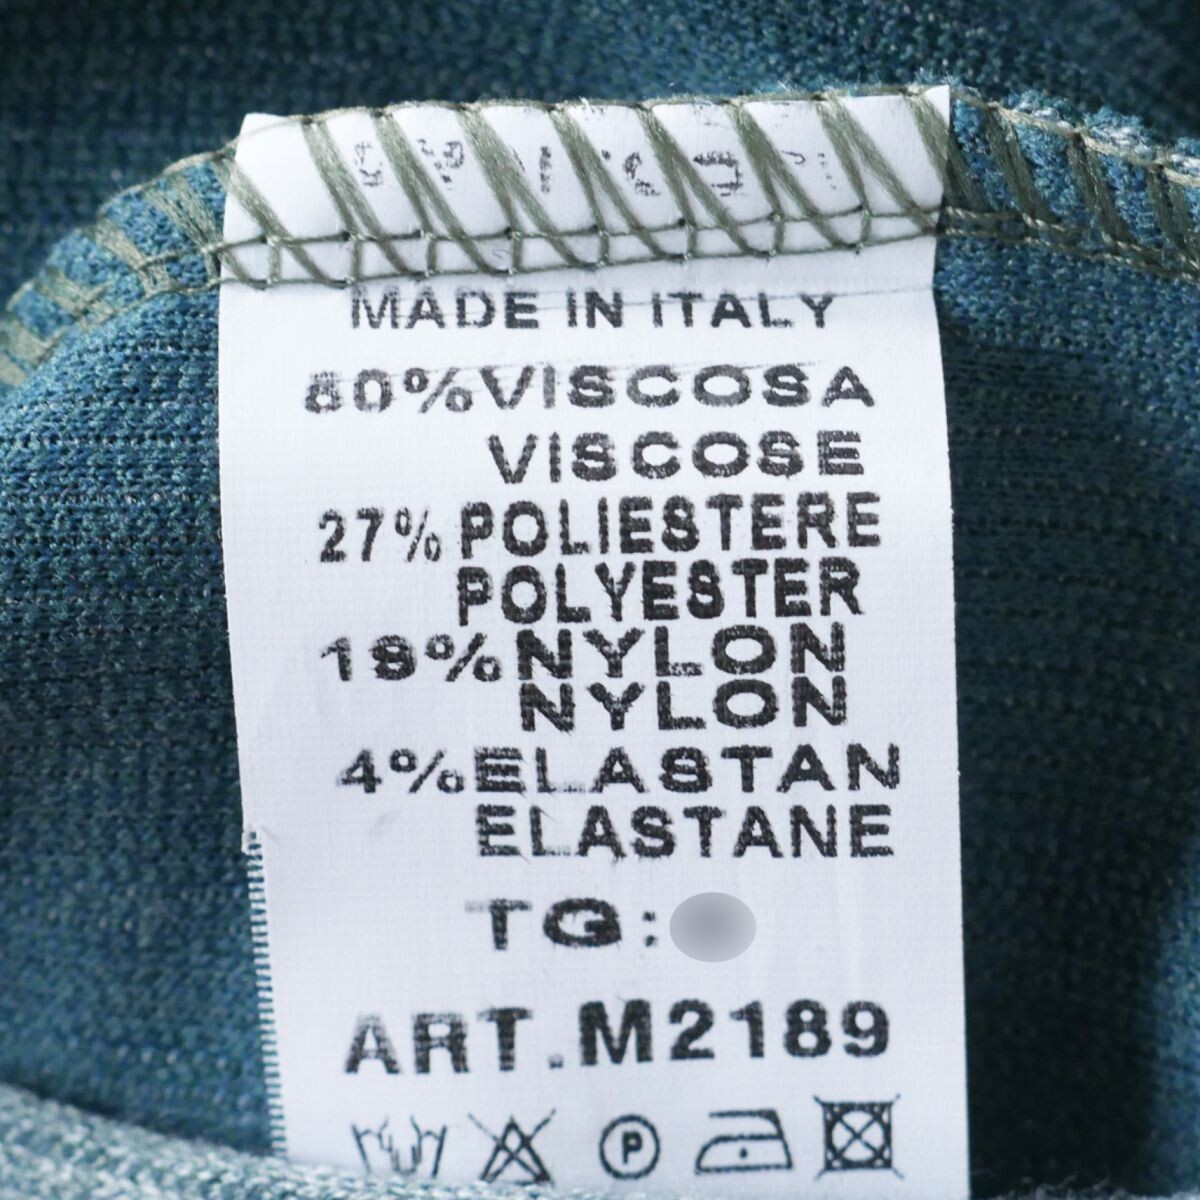 MADE IN ITALY
50%VISCOSA
VISCOSE
27% POLIESTERE
POLYESTER
19%NYLON
NYLON
4%ELASTAN
ELASTANE
TG:
ART.M2189
P